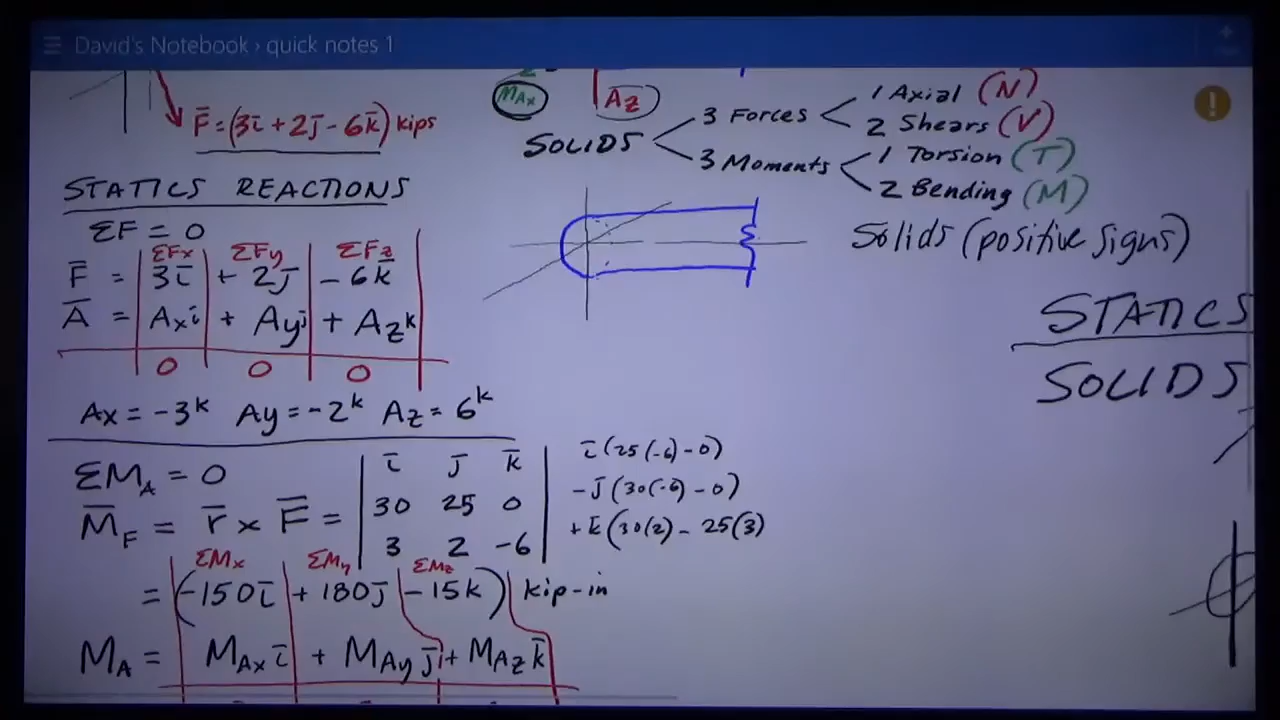 David's Notebook › quick notes 1
F̅ = (3i̅ + 2j̅ - 6k̅) kips
MAx
Az
SOLIDS
3 Forces
1 Axial (N)
2 Shears (V)
3 Moments
1 Torsion (T)
2 Bending (M)
Solids (positive signs)
STATICS
SOLIDS
STATICS REACTIONS
ΣF = 0
ΣFx ΣFy ΣFz
F̅ = 3i̅ + 2j̅ - 6k̅
A̅ = Axi̅ + Ayj̅ + Azk
0 0 0
Ax = -3ᵏ Ay = -2ᵏ Az = 6ᵏ
ΣMA = 0
M̅F = r̅ × F̅ =
i̅ j̅ k̅
30 25 0
3 2 -6
i̅(25(-6)-0)
-j̅(30(-6)-0)
+k̅(30(2)-25(3)
ΣMx ΣMy ΣMz
= (-150i̅ + 180j̅ - 15k) kip-in
MA = MAx i̅ + MAy j̅ + MAz k̅